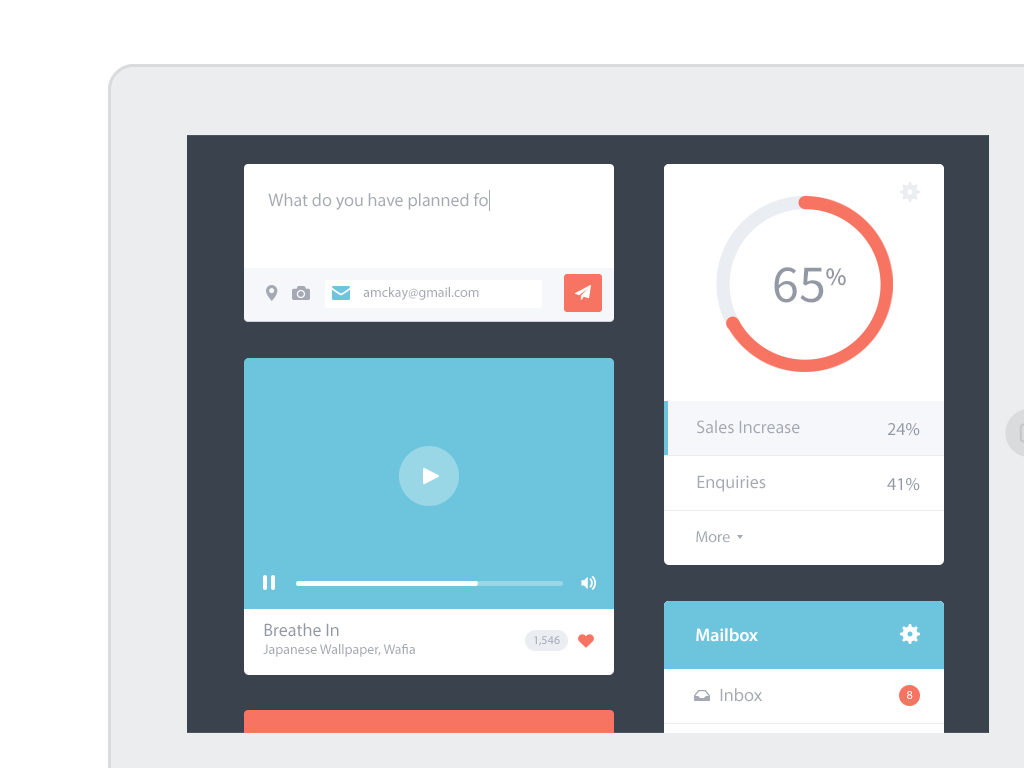 What do you have planned fo
amckay@gmail.com
Breathe In
Japanese Wallpaper, Wafia
1,546
65%
Sales Increase 24%
Enquiries 41%
More
Mailbox
Inbox 8